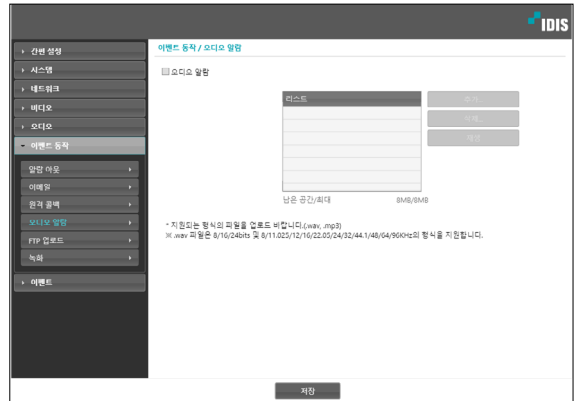 IDIS
간편 설정
시스템
네트워크
비디오
오디오
이벤트 동작
알람 아웃
이메일
원격 콜백
오디오 알람
FTP 업로드
녹화
이벤트
이벤트 동작 / 오디오 알람
오디오 알람
리스트
추가
삭제...
재생
남은 공간/최대 8MB/8MB
* 지원되는 형식의 파일을 업로드 바랍니다.(.wav, .mp3)
※ .wav 파일은 8/16/24bits 및 8/11.025/12/16/22.05/24/32/44.1/48/64/96KHz의 형식을 지원합니다.
저장